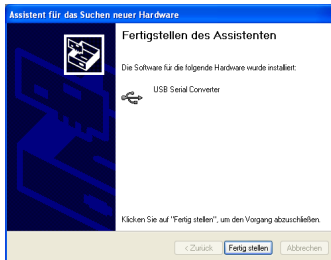 Assistent für das Suchen neuer Hardware
Fertigstellen des Assistenten
Die Software für die folgende Hardware wurde installiert:
USB Serial Converter
Klicken Sie auf "Fertig stellen", um den Vorgang abzuschließen.
< Zurück Fertig stellen Abbrechen